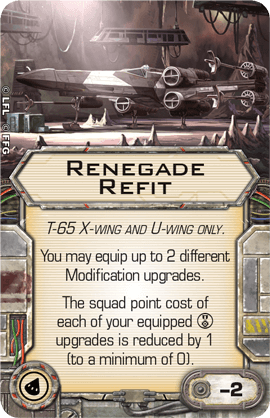 © LFL © FFG
RENEGADE
REFIT
T-65 X-WING AND U-WING ONLY.
You may equip up to 2 different
Modification upgrades.
The squad point cost of
each of your equipped
upgrades is reduced by 1
(to a minimum of 0).
-2